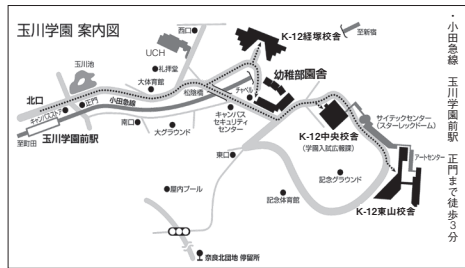 玉川学園 案内図
西口
UCH
礼拝堂
K-12経塚校舎
至新宿
玉川池
大体育館
松陰橋
チャペル
幼稚部園舎
北口
正門
小田急線
キャンパスストア
玉川学園前駅
至町田
南口
大グラウンド
キャンパス
セキュリティ
センター
K-12中央校舎
(学園入試広報課)
サイテックセンター
(スターレックドーム)
アートセンター
東口
記念グラウンド
K-12東山校舎
屋内プール
記念体育館
奈良北団地 停留所
・小田急線 「玉川学園前駅」 正門まで徒歩3分